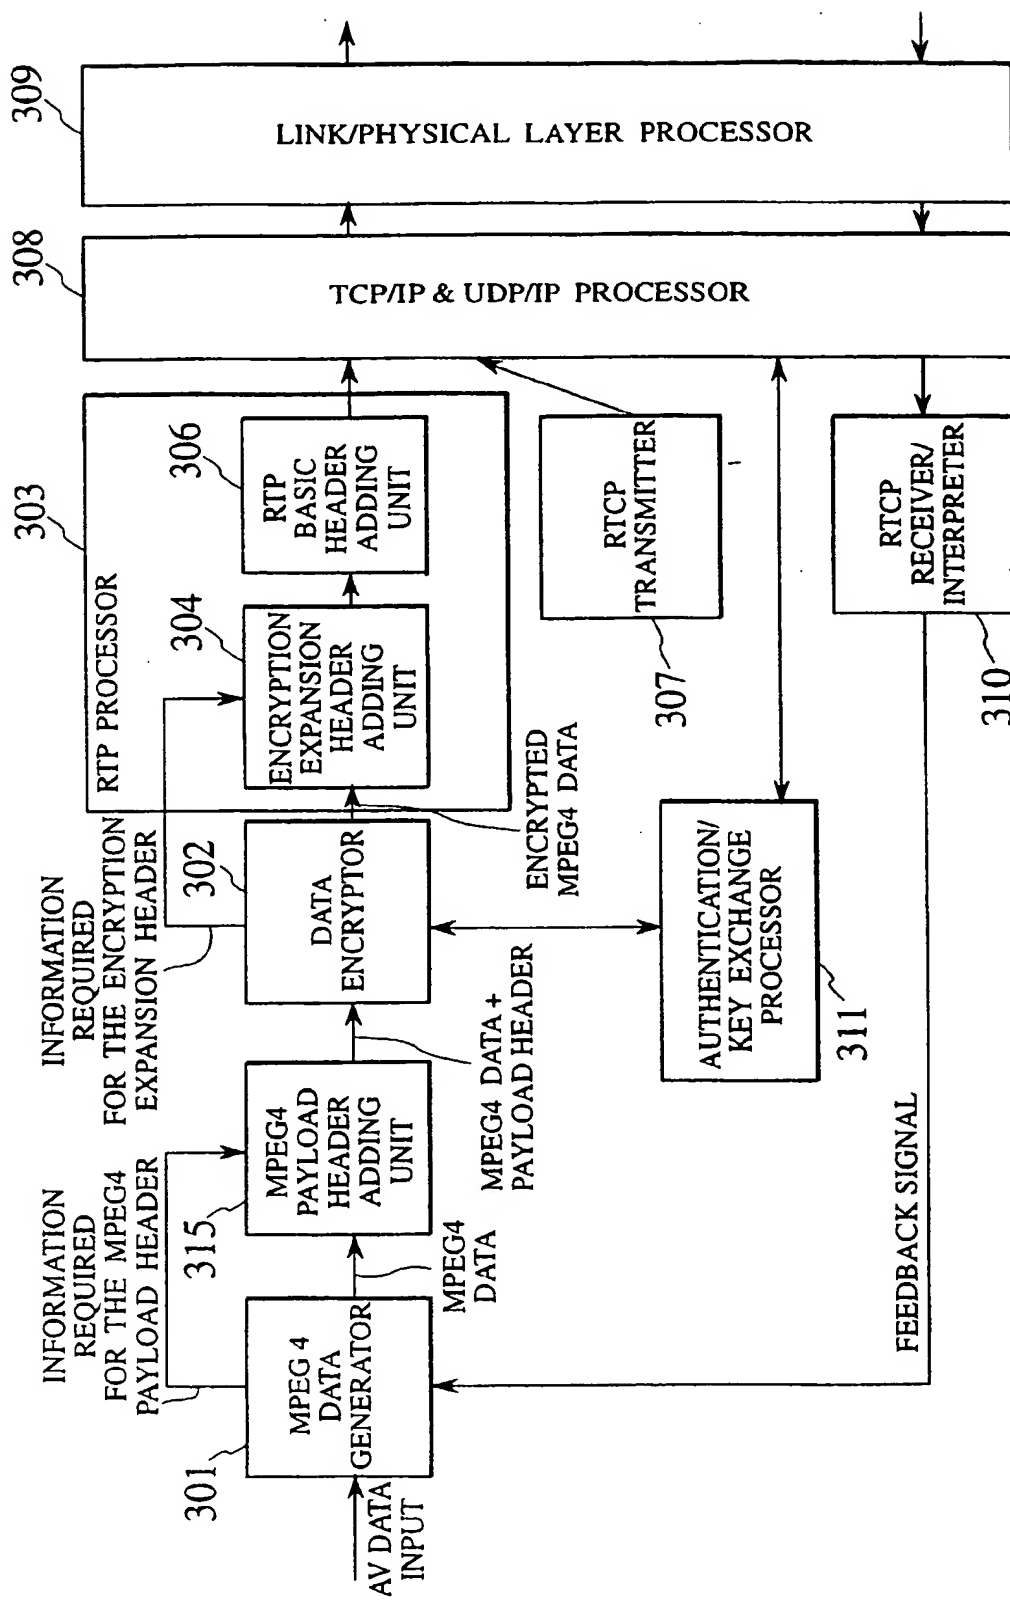 INFORMATION
REQUIRED
FOR THE MPEG4
PAYLOAD HEADER
INFORMATION
REQUIRED
FOR THE ENCRYPTION
EXPANSION HEADER
303
RTP PROCESSOR
308
309
301
MPEG 4
DATA
GENERATOR
315
MPEG4
PAYLOAD
HEADER
ADDING
UNIT
302
DATA
ENCRYPTOR
304
ENCRYPTION
EXPANSION
HEADER
ADDING
UNIT
306
RTP
BASIC
HEADER
ADDING
UNIT
TCP/IP & UDP/IP PROCESSOR
LINK/PHYSICAL LAYER PROCESSOR
AV DATA
INPUT
MPEG4
DATA
MPEG4 DATA+
PAYLOAD HEADER
ENCRYPTED
MPEG4 DATA
RTCP
TRANSMITTER
307
AUTHENTICATION/
KEY EXCHANGE
PROCESSOR
311
RTCP
RECEIVER/
INTERPRETER
310
FEEDBACK SIGNAL